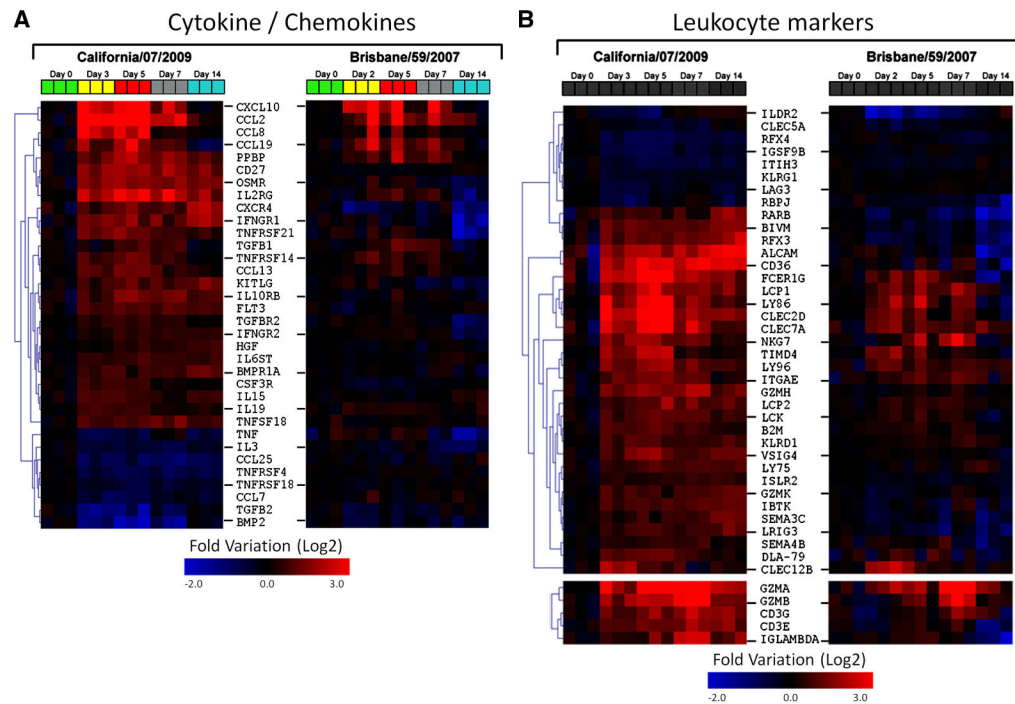 A
Cytokine / Chemokines
California/07/2009
Brisbane/59/2007
Day 0 Day 3 Day 5 Day 7 Day 14
Day 0 Day 2 Day 5 Day 7 Day 14
CXCL10
CCL2
CCL8
CCL19
PPBP
CD27
OSMR
IL2RG
CXCR4
IFNGR1
TNFRSF21
TGFB1
TNFRSF14
CCL13
KITLG
IL10RB
FLT3
TGFBR2
IFNGR2
HGF
IL6ST
BMPR1A
CSF3R
IL15
IL19
TNFSF18
TNF
IL3
CCL25
TNFRSF4
TNFRSF18
CCL7
TGFB2
BMP2
Fold Variation (Log2)
-2.0 0.0 3.0
B
Leukocyte markers
California/07/2009
Brisbane/59/2007
Day 0 Day 3 Day 5 Day 7 Day 14
Day 0 Day 2 Day 5 Day 7 Day 14
ILDR2
CLEC5A
RFX4
IGSF9B
ITIH3
KLRG1
LAG3
RBPJ
RARB
BIVM
RFX3
ALCAM
CD36
FCER1G
LCP1
LY86
CLEC2D
CLEC7A
NKG7
TIMD4
LY96
ITGAE
GZMH
LCP2
LCK
B2M
KLRD1
VSIG4
LY75
ISLR2
GZMK
IBTK
SEMA3C
LRIG3
SEMA4B
DLA-79
CLEC12B
GZMA
GZMB
CD3G
CD3E
IGLAMBDA
Fold Variation (Log2)
-2.0 0.0 3.0